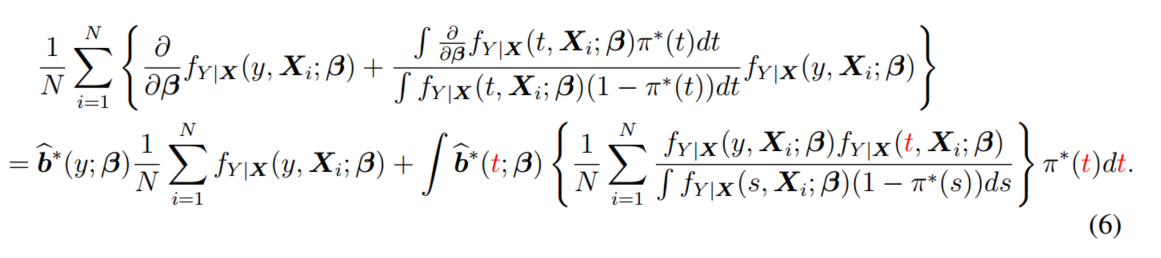 \frac{1}{N} \sum_{i=1}^{N} \left\{ \frac{\partial}{\partial \boldsymbol{\beta}} f_{Y|\boldsymbol{X}}(y, \boldsymbol{X}_i; \boldsymbol{\beta}) + \frac{\int \frac{\partial}{\partial \boldsymbol{\beta}} f_{Y|\boldsymbol{X}}(t, \boldsymbol{X}_i; \boldsymbol{\beta}) \pi^*(t) dt}{\int f_{Y|\boldsymbol{X}}(t, \boldsymbol{X}_i; \boldsymbol{\beta})(1 - \pi^*(t)) dt} f_{Y|\boldsymbol{X}}(y, \boldsymbol{X}_i; \boldsymbol{\beta}) \right\}
= \widehat{\boldsymbol{b}}^*(y; \boldsymbol{\beta}) \frac{1}{N} \sum_{i=1}^{N} f_{Y|\boldsymbol{X}}(y, \boldsymbol{X}_i; \boldsymbol{\beta}) + \int \widehat{\boldsymbol{b}}^*(t; \boldsymbol{\beta}) \left\{ \frac{1}{N} \sum_{i=1}^{N} \frac{f_{Y|\boldsymbol{X}}(y, \boldsymbol{X}_i; \boldsymbol{\beta}) f_{Y|\boldsymbol{X}}(t, \boldsymbol{X}_i; \boldsymbol{\beta})}{\int f_{Y|\boldsymbol{X}}(s, \boldsymbol{X}_i; \boldsymbol{\beta})(1 - \pi^*(s)) ds} \right\} \pi^*(t) dt.
(6)